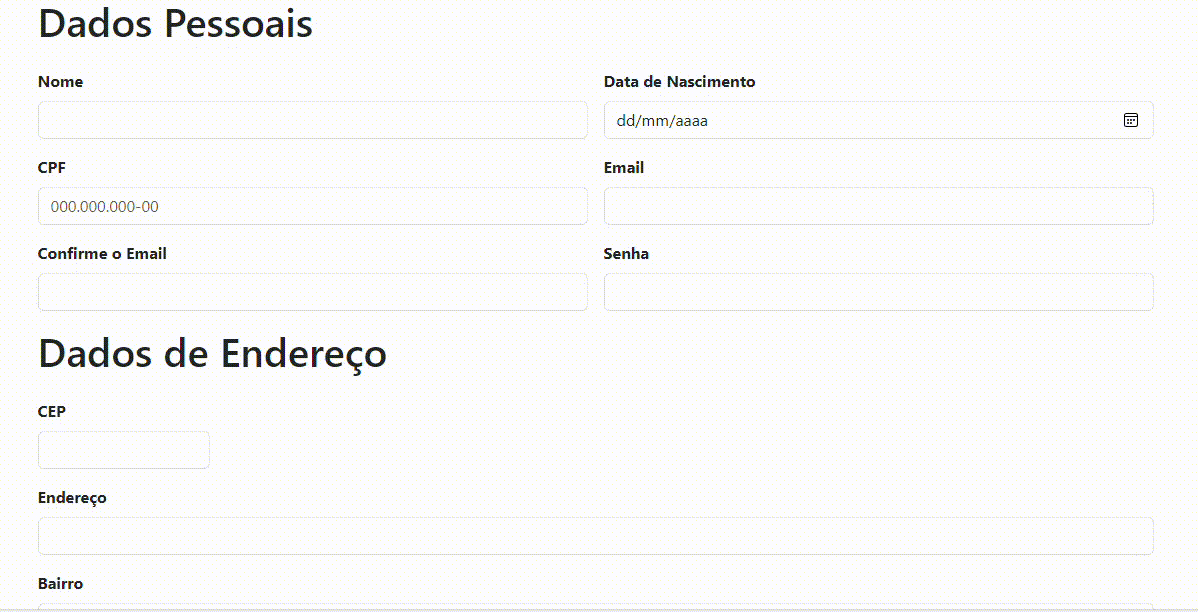 Dados Pessoais
Nome
Data de Nascimento
dd/mm/aaaa
CPF
Email
000.000.000-00
Confirme o Email
Senha
Dados de Endereço
CEP
Endereço
Bairro